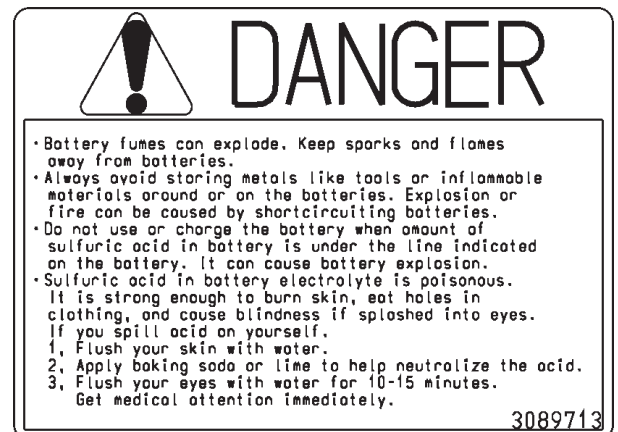 DANGER
・Battery fumes can explode. Keep sparks and flames
away from batteries.
・Always avoid storing metals like tools or inflammable
materials around or on the batteries. Explosion or
fire can be caused by shortcircuiting batteries.
・Do not use or charge the battery when amount of
sulfuric acid in battery is under the line indicated
on the battery. It can cause battery explosion.
・Sulfuric acid in battery electrolyte is poisonous.
It is strong enough to burn skin, eat holes in
clothing, and cause blindness if splashed into eyes.
If you spill acid on yourself.
1, Flush your skin with water.
2, Apply baking soda or lime to help neutralize the acid.
3, Flush your eyes with water for 10-15 minutes.
Get medical attention immediately.
3089713